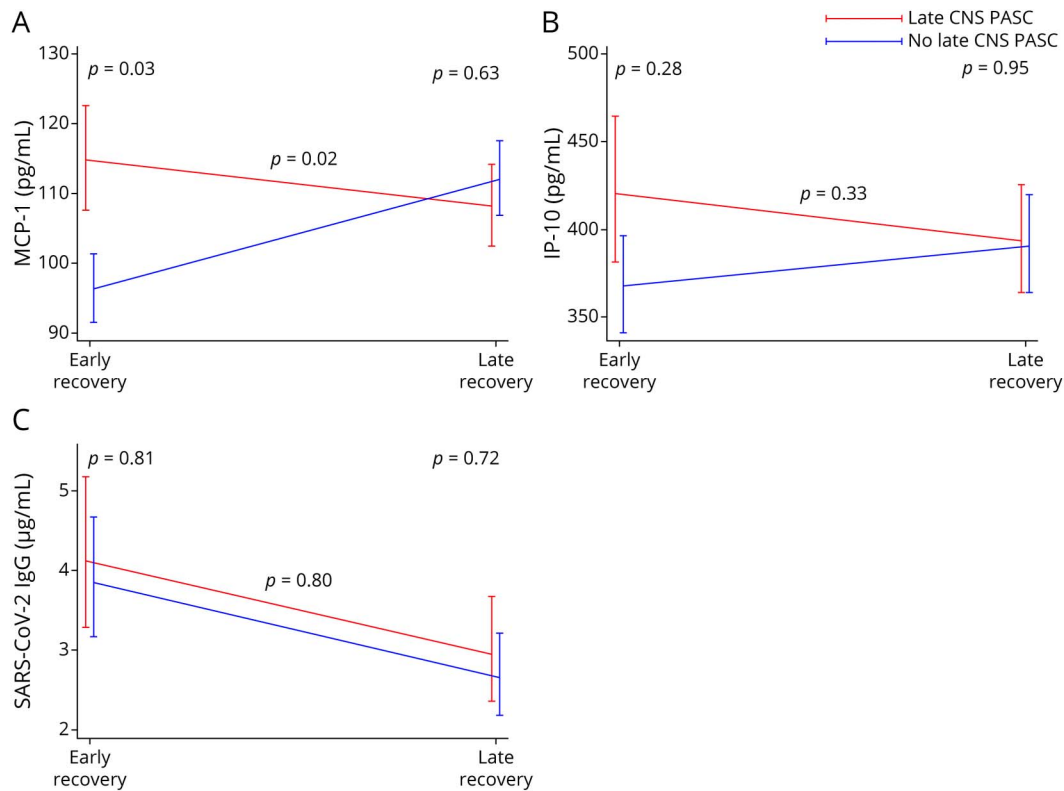 A
B
Late CNS PASC
No late CNS PASC
MCP-1 (pg/mL)
130
120
110
100
90
p = 0.03
p = 0.63
p = 0.02
Early
recovery
Late
recovery
IP-10 (pg/mL)
500
450
400
350
p = 0.28
p = 0.95
p = 0.33
Early
recovery
Late
recovery
C
SARS-CoV-2 IgG (µg/mL)
5
4
3
2
p = 0.81
p = 0.72
p = 0.80
Early
recovery
Late
recovery